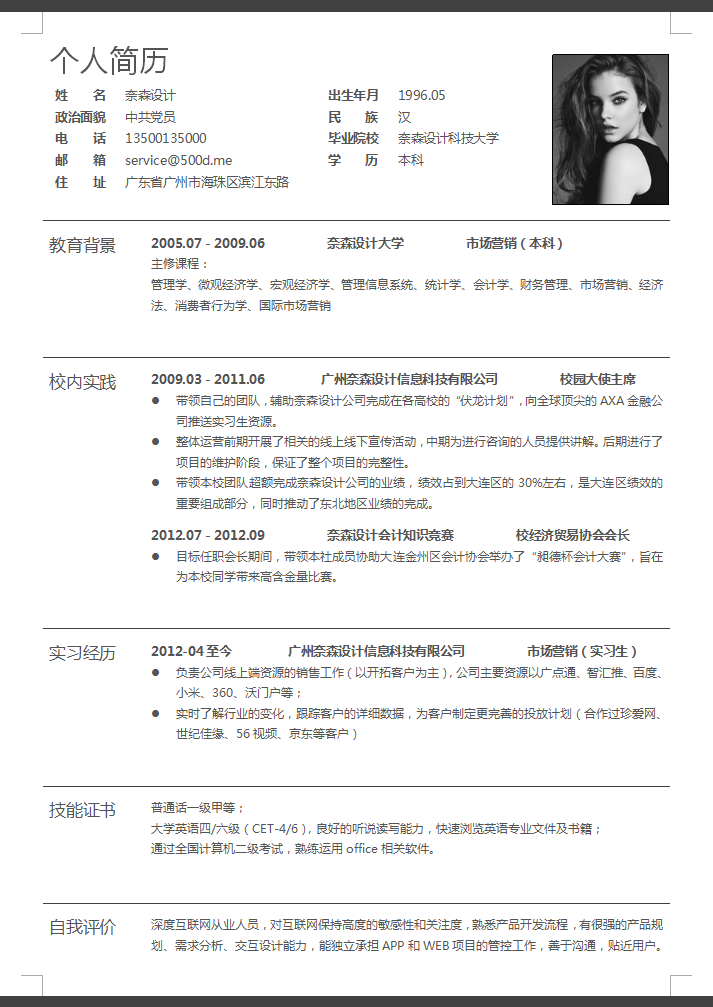 个人简历
姓 名 奈森设计 出生年月 1996.05
政治面貌 中共党员 民 族 汉
电 话 13500135000 毕业院校 奈森设计科技大学
邮 箱 service@500d.me 学 历 本科
住 址 广东省广州市海珠区滨江东路
教育背景 2005.07 - 2009.06 奈森设计大学 市场营销（本科）
主修课程：
管理学、微观经济学、宏观经济学、管理信息系统、统计学、会计学、财务管理、市场营销、经济
法、消费者行为学、国际市场营销
校内实践 2009.03 - 2011.06 广州奈森设计信息科技有限公司 校园大使主席
● 带领自己的团队，辅助奈森设计公司完成在各高校的“伏龙计划”，向全球顶尖的 AXA 金融公
司推送实习生资源。
● 整体运营前期开展了相关的线上线下宣传活动，中期为进行咨询的人员提供讲解。后期进行了
项目的维护阶段，保证了整个项目的完整性。
● 带领本校团队超额完成奈森设计公司的业绩，绩效占到大连区的 30%左右，是大连区绩效的
重要组成部分，同时推动了东北地区业绩的完成。
2012.07 - 2012.09 奈森设计会计知识竞赛 校经济贸易协会会长
● 目标任职会长期间，带领本社成员协助大连金州区会计协会举办了“昶德杯会计大赛”，旨在
为本校同学带来高含金量比赛。
实习经历 2012-04 至今 广州奈森设计信息科技有限公司 市场营销（实习生）
● 负责公司线上端资源的销售工作（以开拓客户为主），公司主要资源以广点通、智汇推、百度、
小米、360、沃门户等；
● 实时了解行业的变化，跟踪客户的详细数据，为客户制定更完善的投放计划（合作过珍爱网、
世纪佳缘、56 视频、京东等客户）
技能证书 普通话一级甲等；
大学英语四/六级（CET-4/6），良好的听说读写能力，快速浏览英语专业文件及书籍；
通过全国计算机二级考试，熟练运用 office 相关软件。
自我评价 深度互联网从业人员，对互联网保持高度的敏感性和关注度，熟悉产品开发流程，有很强的产品规
划、需求分析、交互设计能力，能独立承担 APP 和 WEB 项目的管控工作，善于沟通，贴近用户。